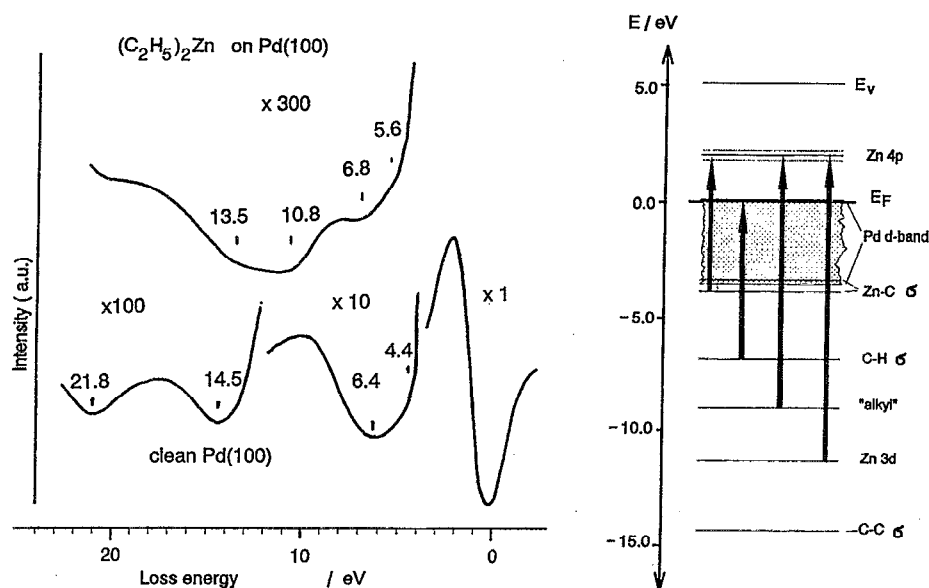 (C2H5)2Zn on Pd(100)
x 300
5.6
6.8
13.5
10.8
x100
x 10
x 1
21.8
14.5
6.4
4.4
clean Pd(100)
Intensity (a.u.)
20
10
0
Loss energy / eV
E / eV
5.0
0.0
-5.0
-10.0
-15.0
Ev
Zn 4p
EF
Pd d-band
Zn-C σ
C-H σ
"alkyl"
Zn 3d
C-C σ